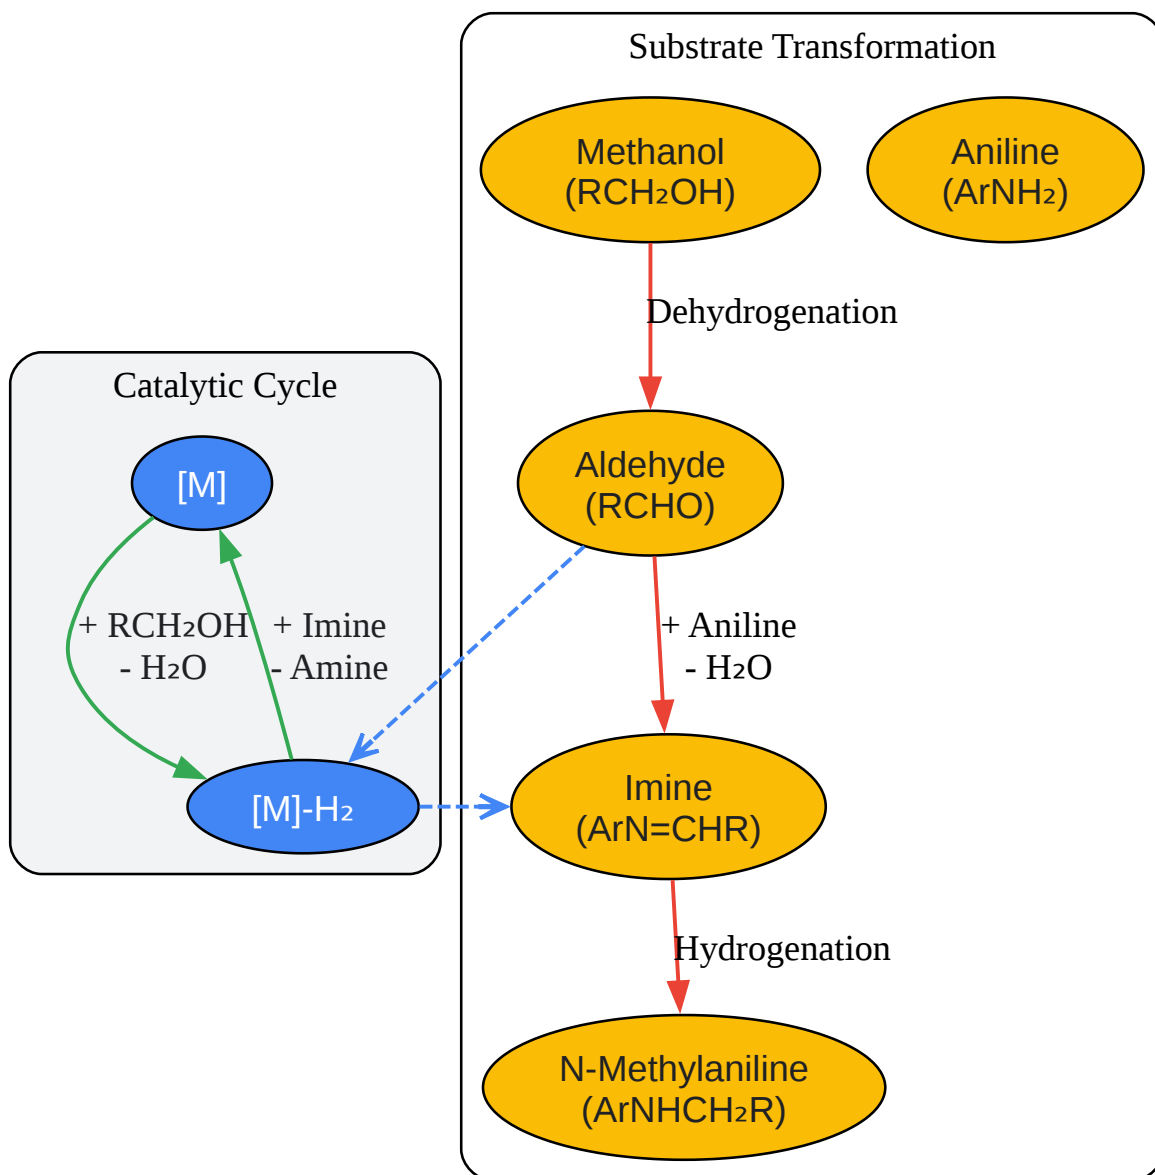 Substrate Transformation
Methanol
(RCH₂OH)
Aniline
(ArNH₂)
Dehydrogenation
Catalytic Cycle
[M]
Aldehyde
(RCHO)
+ RCH₂OH
- H₂O
+ Imine
- Amine
+ Aniline
- H₂O
[M]-H₂
Imine
(ArN=CHR)
Hydrogenation
N-Methylaniline
(ArNHCH₂R)